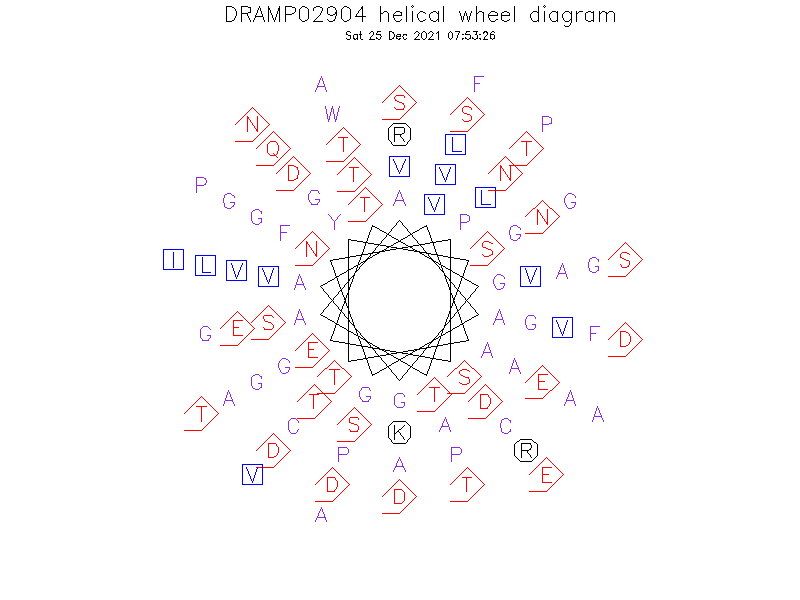 DRAMP02904 helical wheel diagram
Sat 25 Dec 2021 07:53:26
A F
S
W S
N R P
Q T L T
D T V V N
P G L
G T A V G
G Y P N
F G
N S
I L G S
V V V A
A G
A S A G
G E V F D
E A
G A
G T S E
A T G G T D A
T A
C S K A C
D P P R
V A E
D T
D
A